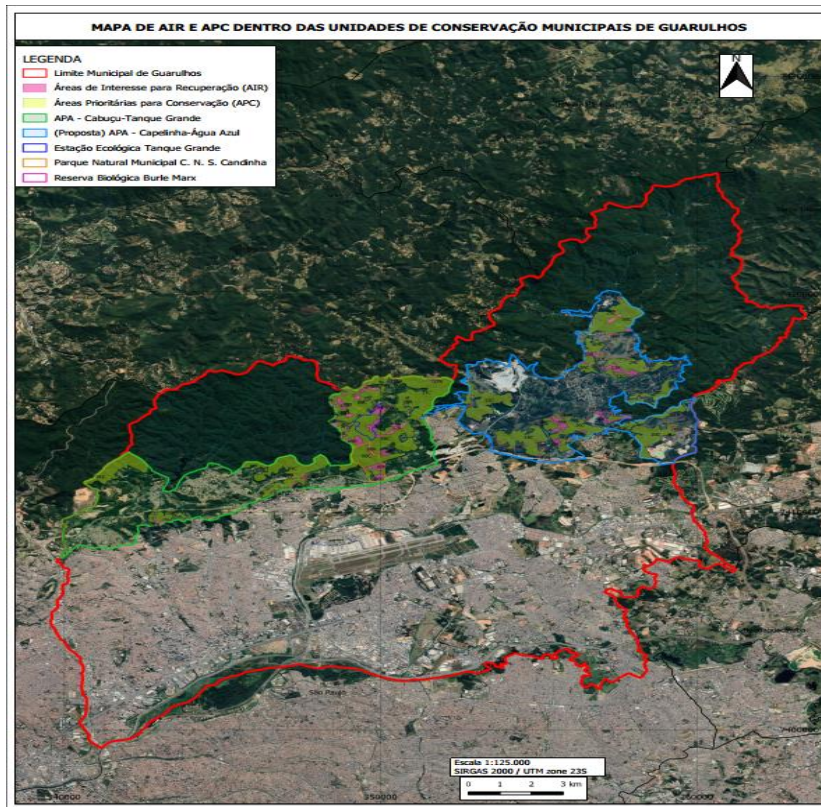 MAPA DE AIR E APC DENTRO DAS UNIDADES DE CONSERVAÇÃO MUNICIPAIS DE GUARULHOS
LEGENDA
Limite Municipal de Guarulhos
Áreas de Interesse para Recuperação (AIR)
Áreas Prioritárias para Conservação (APC)
APA - Cabuçu-Tanque Grande
(Proposta) APA - Capelinha-Água Azul
Estação Ecológica Tanque Grande
Parque Natural Municipal C. N. S. Candinha
Reserva Biológica Burle Marx
N
São Paulo
Escala 1:125.000
SIRGAS 2000 / UTM zone 23S
0 1 2 3 km